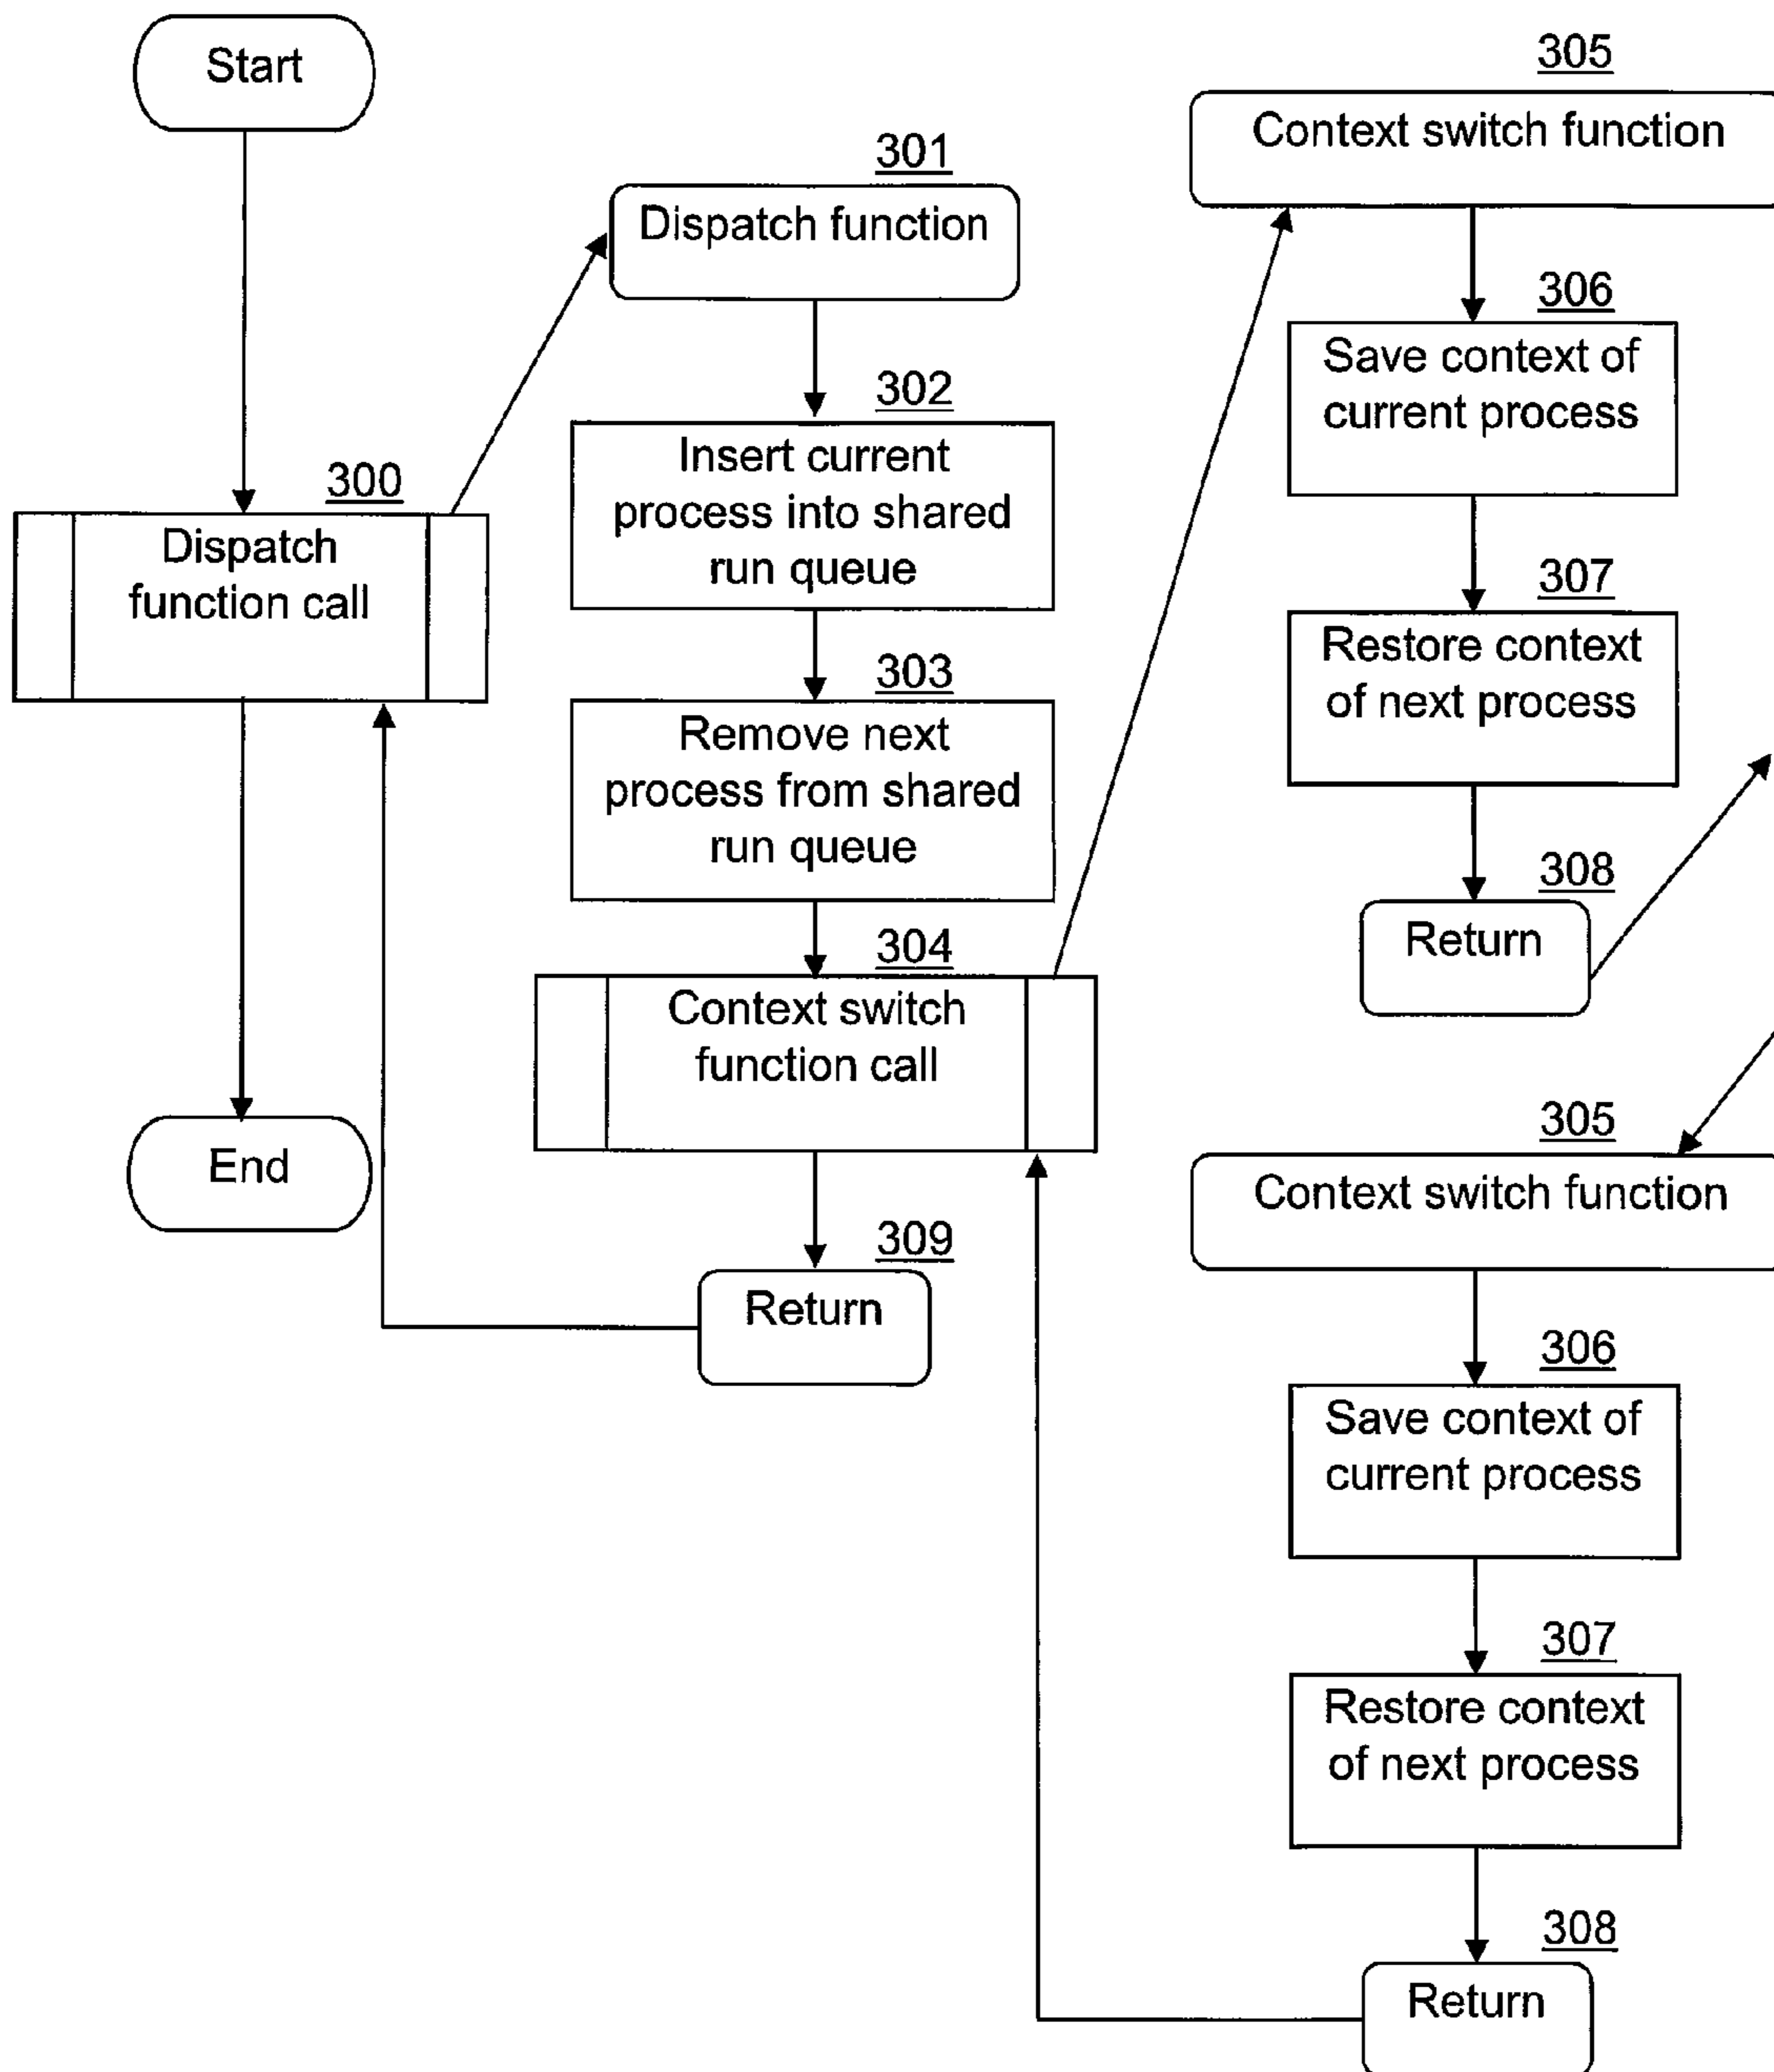 Start
300
Dispatch
function call
End
301
Dispatch function
302
Insert current
process into shared
run queue
303
Remove next
process from shared
run queue
304
Context switch
function call
309
Return
305
Context switch function
306
Save context of
current process
307
Restore context
of next process
308
Return
305
Context switch function
306
Save context of
current process
307
Restore context
of next process
308
Return